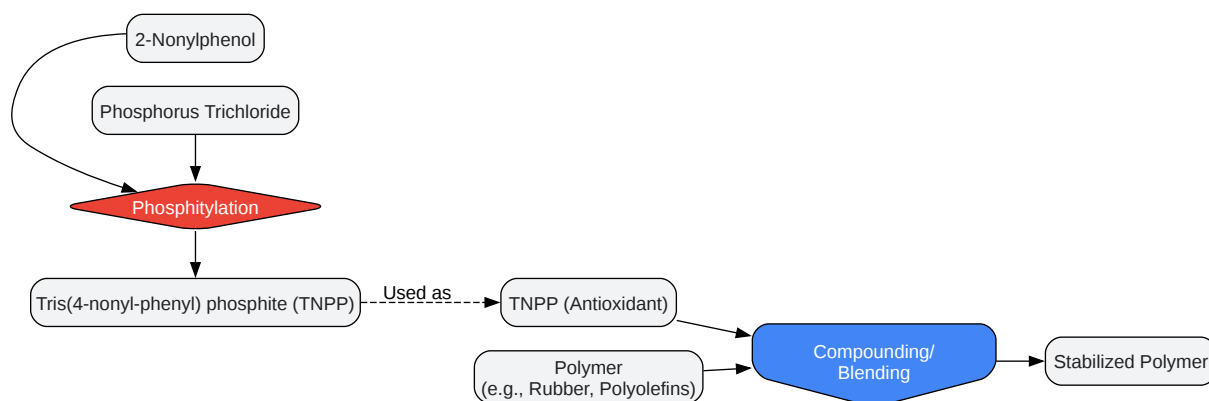 2-Nonylphenol
Phosphorus Trichloride
Phosphitylation
Tris(4-nonyl-phenyl) phosphite (TNPP)
Used as
TNPP (Antioxidant)
Polymer
(e.g., Rubber, Polyolefins)
Compounding/
Blending
Stabilized Polymer